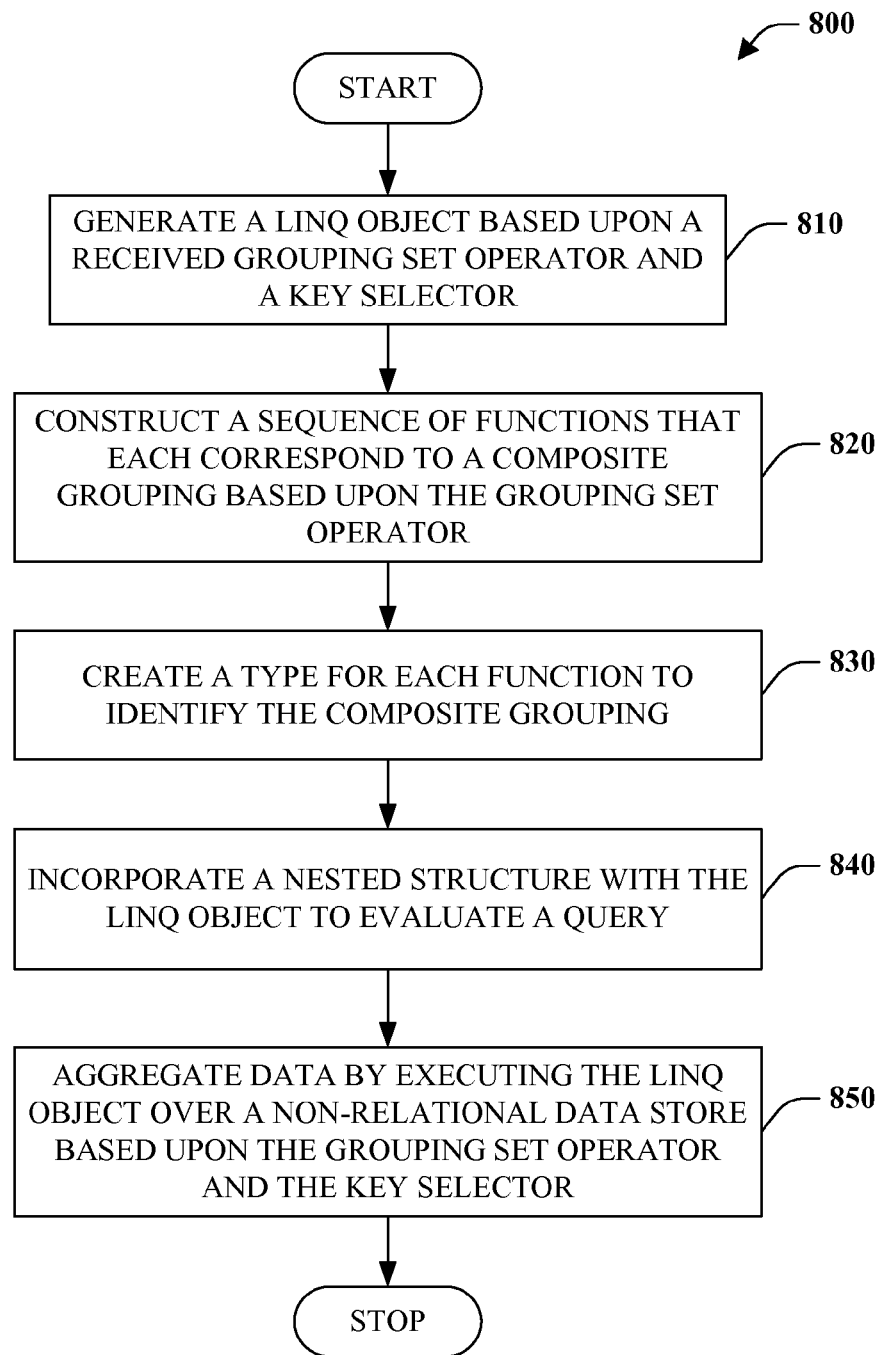 800
START
GENERATE A LINQ OBJECT BASED UPON A
RECEIVED GROUPING SET OPERATOR AND
A KEY SELECTOR
810
CONSTRUCT A SEQUENCE OF FUNCTIONS THAT
EACH CORRESPOND TO A COMPOSITE
GROUPING BASED UPON THE GROUPING SET
OPERATOR
820
CREATE A TYPE FOR EACH FUNCTION TO
IDENTIFY THE COMPOSITE GROUPING
830
INCORPORATE A NESTED STRUCTURE WITH THE
LINQ OBJECT TO EVALUATE A QUERY
840
AGGREGATE DATA BY EXECUTING THE LINQ
OBJECT OVER A NON-RELATIONAL DATA STORE
BASED UPON THE GROUPING SET OPERATOR
AND THE KEY SELECTOR
850
STOP